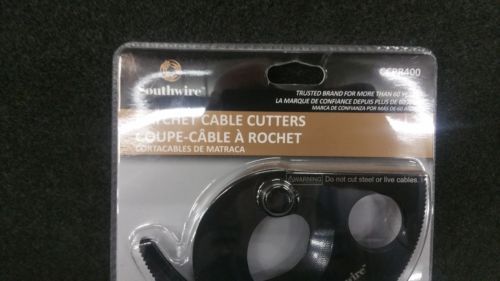 CCPR400
Southwire
TRUSTED BRAND FOR MORE THAN 60
LA MARQUE DE CONFIANCE DEPUIS PLUS DE 60
MARCA DE CONFIANZA POR MÁS DE 60
RATCHET CABLE CUTTERS
COUPE-CÂBLE À ROCHET
CORTACABLES DE MATRACA
WARNING Do not cut steel or live cables.